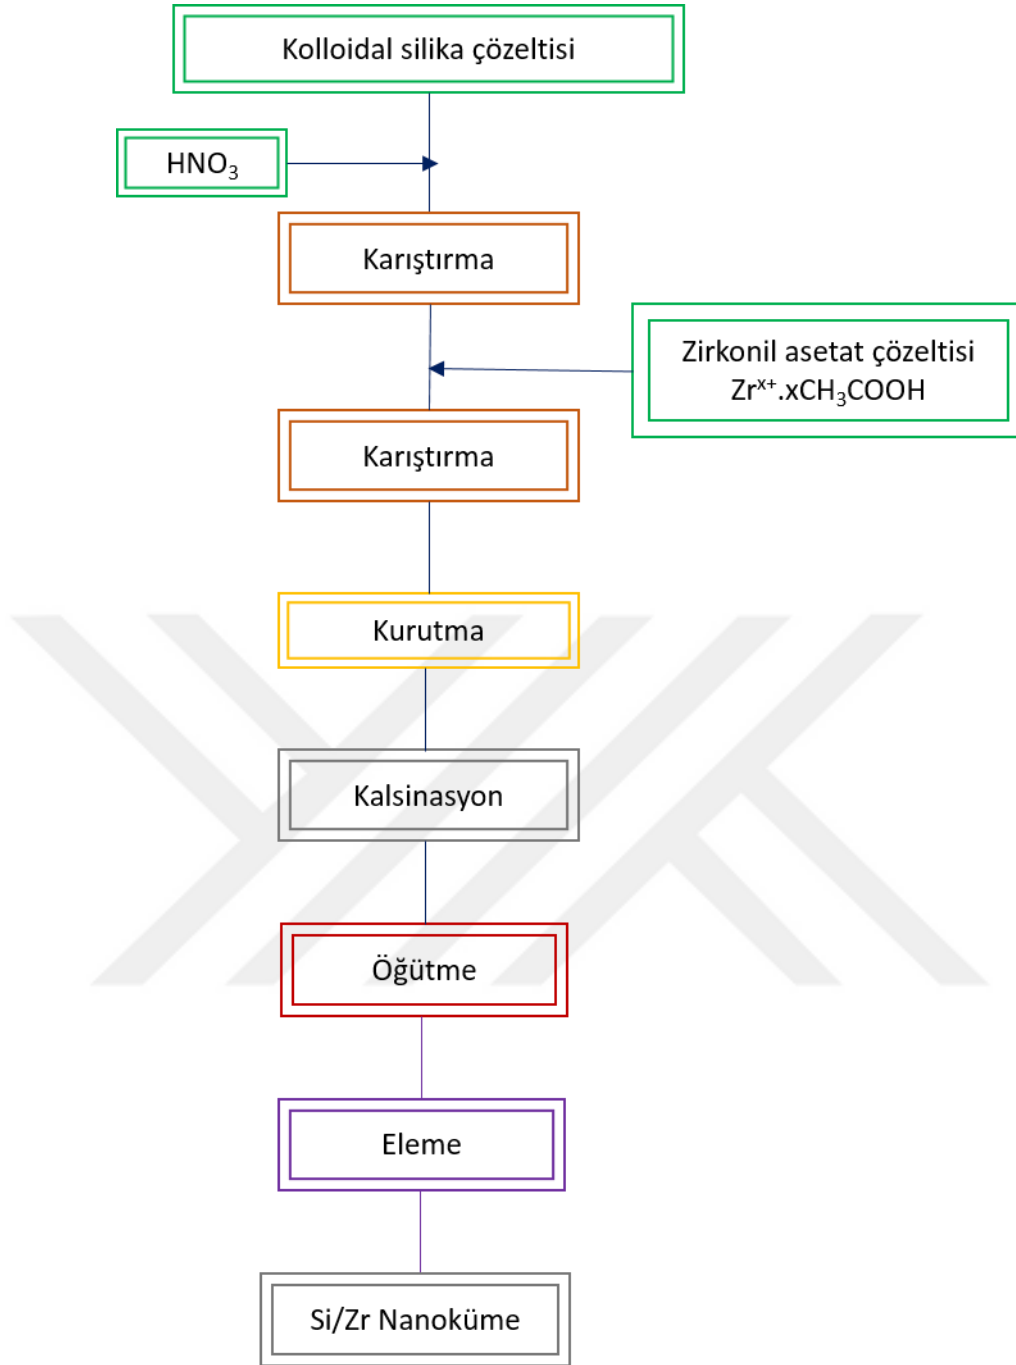 Kolloidal silika çözeltisi
HNO₃
Karıştırma
Zirkonil asetat çözeltisi
Zrˣ⁺.xCH₃COOH
Karıştırma
Kurutma
Kalsinasyon
Öğütme
Eleme
Si/Zr Nanoküme